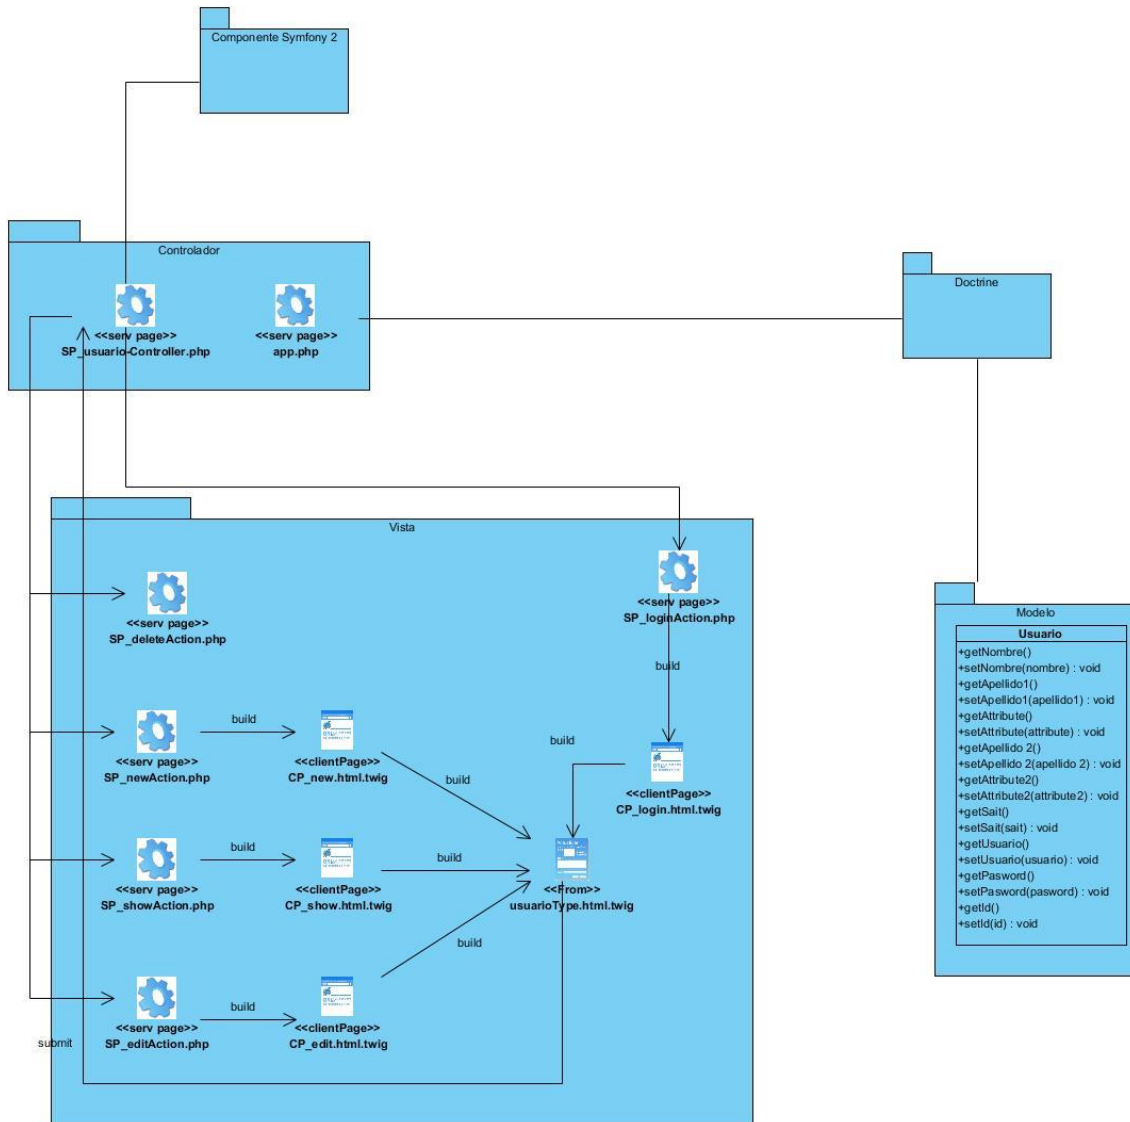 Componente Symfony 2
Controlador
<<serv page>>
SP_usuario-Controller.php
<<serv page>>
app.php
Doctrine
Vista
<<serv page>>
SP_deleteAction.php
<<serv page>>
SP_loginAction.php
build
<<serv page>>
SP_newAction.php
build
<<clientPage>>
CP_new.html.twig
build
build
<<clientPage>>
CP_login.html.twig
<<serv page>>
SP_showAction.php
build
<<clientPage>>
CP_show.html.twig
build
<<From>>
usuarioType.html.twig
build
<<serv page>>
SP_editAction.php
build
<<clientPage>>
CP_edit.html.twig
submit
Modelo
Usuario
+getNombre()
+setNombre(nombre) : void
+getApellido1()
+setApellido1(apellido1) : void
+getAttribute()
+setAttribute(attribute) : void
+getApellido 2()
+setApellido 2(apellido 2) : void
+getAttribute2()
+setAttribute2(attribute2) : void
+getSait()
+setSait(sait) : void
+getUsuario()
+setUsuario(usuario) : void
+getPasword()
+setPasword(pasword) : void
+getId()
+setId(id) : void